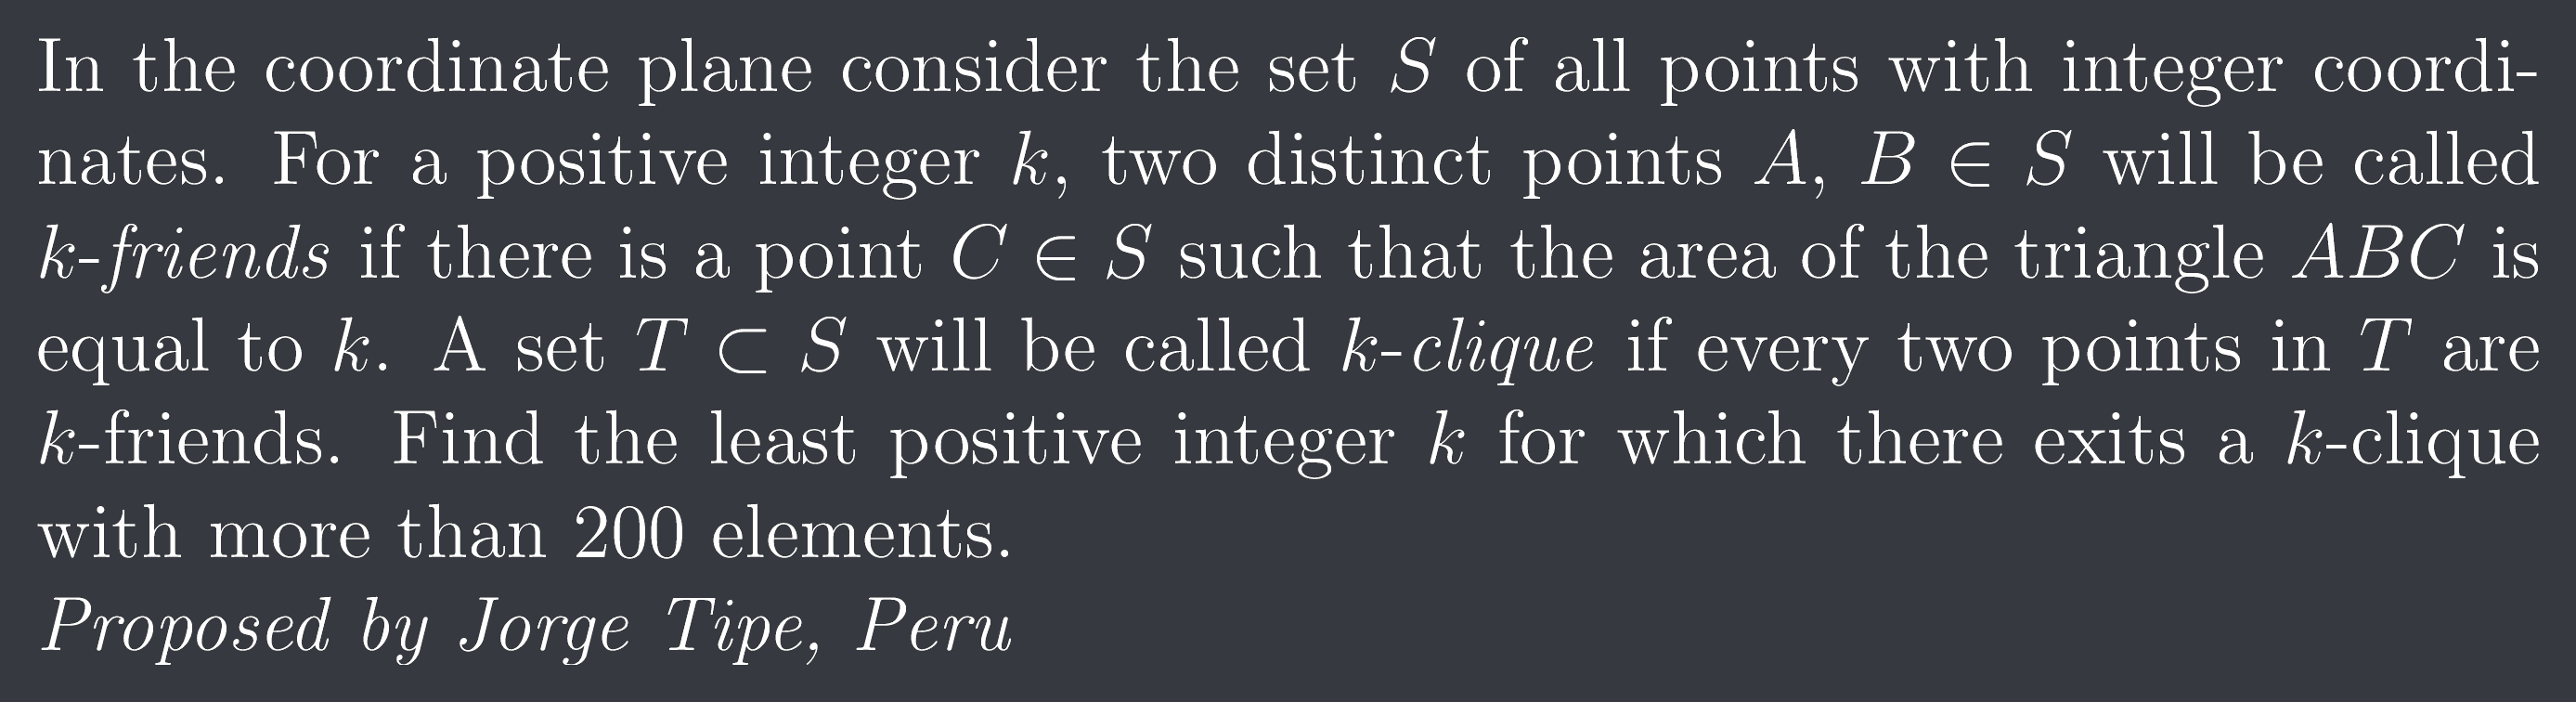 In the coordinate plane consider the set S of all points with integer coordi-
nates. For a positive integer k, two distinct points A, B ∈ S will be called
k-friends if there is a point C ∈ S such that the area of the triangle ABC is
equal to k. A set T ⊂ S will be called k-clique if every two points in T are
k-friends. Find the least positive integer k for which there exits a k-clique
with more than 200 elements.
Proposed by Jorge Tipe, Peru